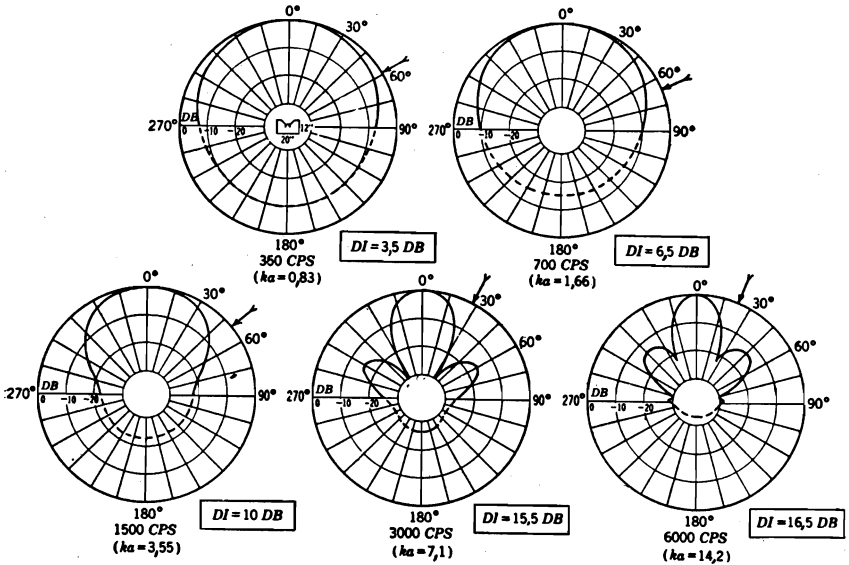 0°
30°
60°
90°
180°
270°
DB
0 -10 -20
12"
20"
350 CPS
(ka=0,83)
DI=3,5 DB
0°
30°
60°
90°
180°
270°
DB
0 -10 -20
700 CPS
(ka=1,66)
DI=6,5 DB
0°
30°
60°
90°
180°
270°
DB
0 -10 -20
1500 CPS
(ka=3,55)
DI=10 DB
0°
30°
60°
90°
180°
270°
DB
0 -10 -20
3000 CPS
(ka=7,1)
DI=15,5 DB
0°
30°
60°
90°
180°
270°
DB
0 -10 -20
6000 CPS
(ka=14,2)
DI=16,5 DB